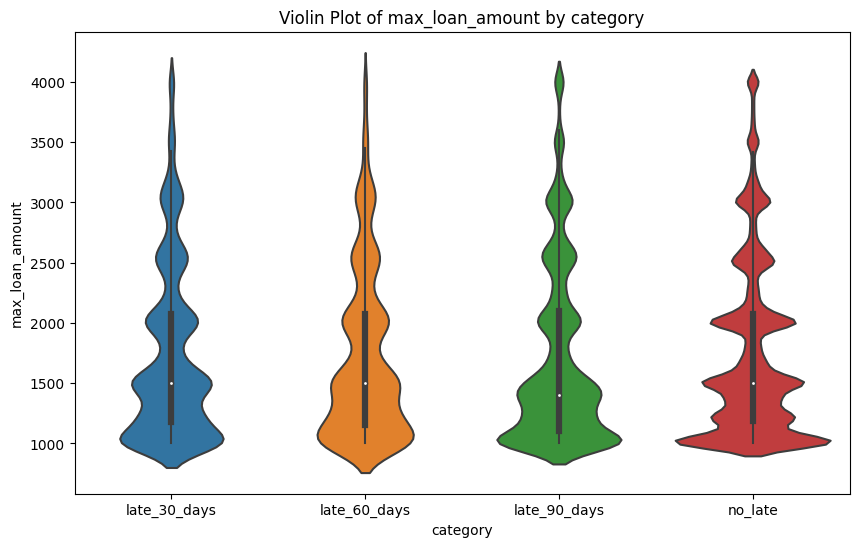 Violin Plot of max_loan_amount by category
max_loan_amount
4000
3500
3000
2500
2000
1500
1000
late_30_days
late_60_days
late_90_days
no_late
category